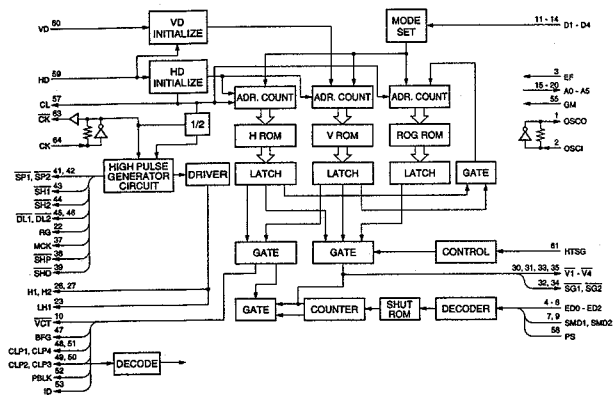 VD 60
VD INITIALIZE
MODE SET
11 - 14 D1 - D4
HD 59
HD INITIALIZE
3 EF
15 - 20 A0 - A5
55 GM
CL 57
ADR. COUNT
ADR. COUNT
ADR. COUNT
CK 63
1/2
1 OSCO
H ROM
V ROM
ROG ROM
CK 64
2 OSCI
SP1, SP2 41, 42
HIGH PULSE GENERATOR CIRCUIT
DRIVER
LATCH
LATCH
LATCH
GATE
SH1 43
SH2 44
DL1, DL2 45, 46
RG 22
MCK 37
SHP 38
SHD 39
GATE
GATE
CONTROL
61 HTSG
30, 31, 33, 35 V1 - V4
32, 34 SG1, SG2
H1, H2 26, 27
LH1 23
GATE
COUNTER
SHUT ROM
DECODER
4 - 6 ED0 - ED2
7, 9 SMD1, SMD2
58 PS
VCT 10
BFG 47
CLP1, CLP4 48, 51
CLP2, CLP3 49, 50
DECODE
PBLK 52
ID 53